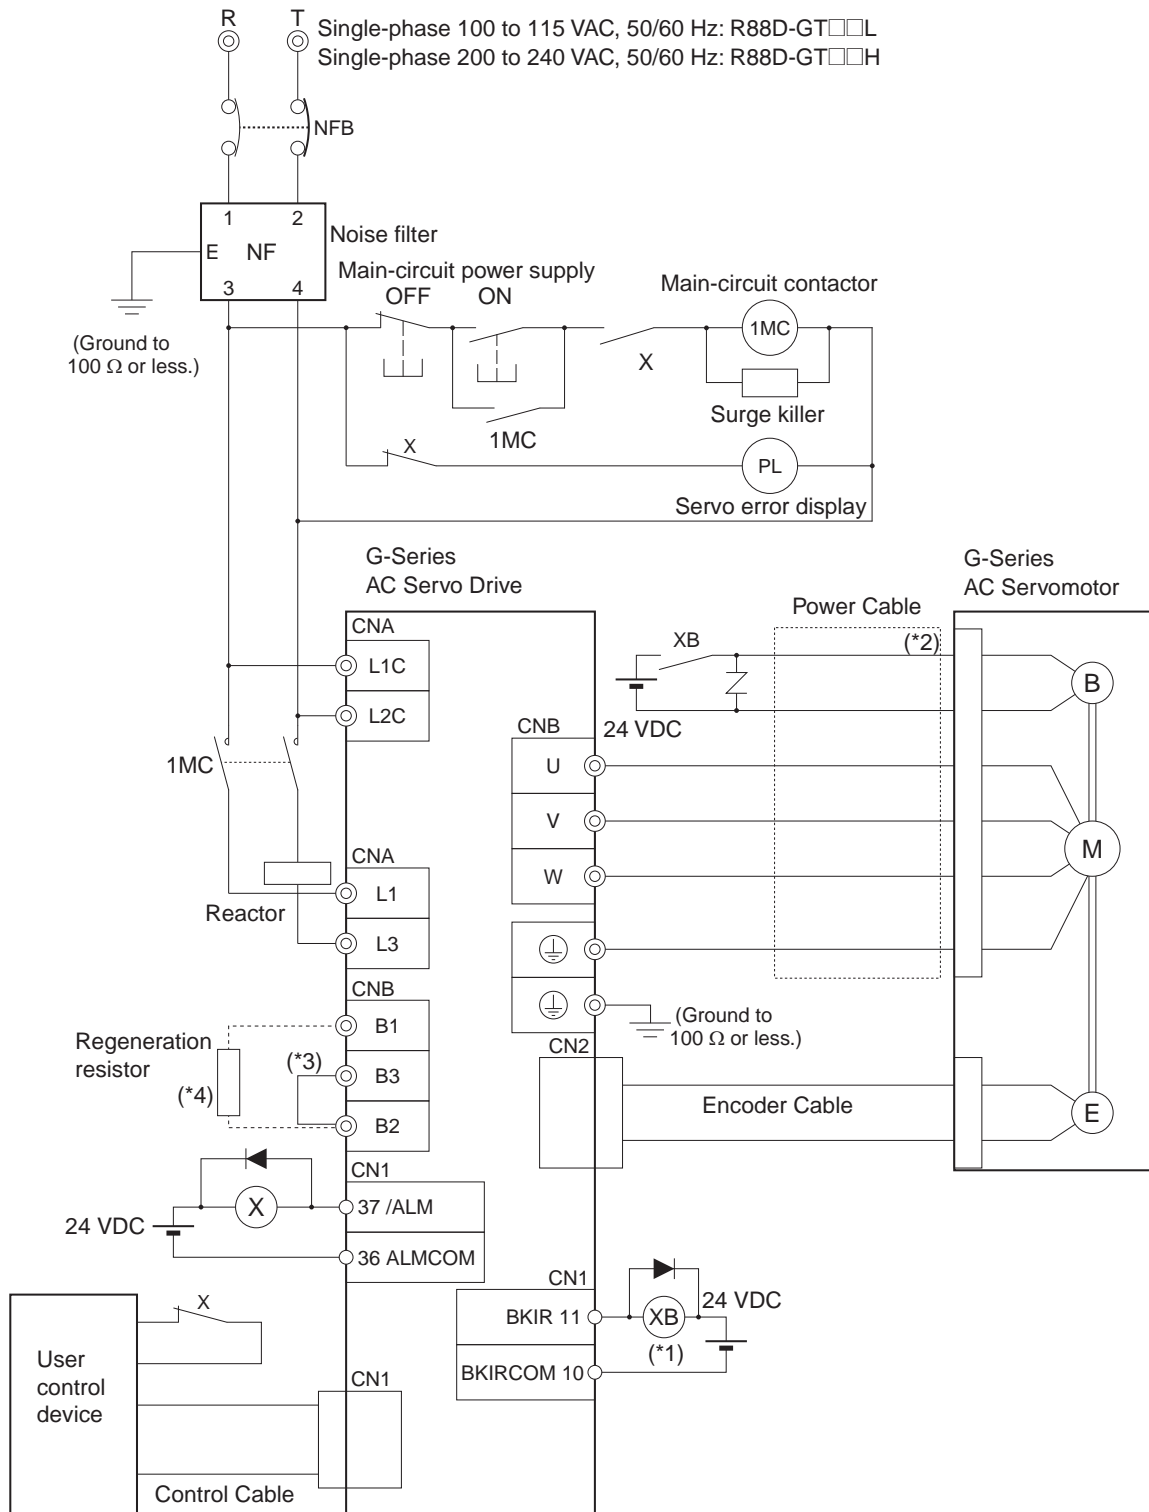 R T
Single-phase 100 to 115 VAC, 50/60 Hz: R88D-GT□□L
Single-phase 200 to 240 VAC, 50/60 Hz: R88D-GT□□H
NFB
1 2
E NF
3 4
Noise filter
(Ground to
100 Ω or less.)
Main-circuit power supply
OFF ON
Main-circuit contactor
1MC
X
Surge killer
1MC
X
PL
Servo error display
G-Series
AC Servo Drive
G-Series
AC Servomotor
Power Cable
CNA
L1C
L2C
XB
(*2)
B
24 VDC
CNB
U
V
W
M
1MC
CNA
L1
Reactor
L3
CNB
B1
Regeneration
resistor
(*3)
B3
(*4)
B2
(Ground to
100 Ω or less.)
CN2
Encoder Cable
E
CN1
X
37 /ALM
24 VDC
36 ALMCOM
CN1
24 VDC
BKIR 11
XB
(*1)
BKIRCOM 10
X
User
control
device
CN1
Control Cable